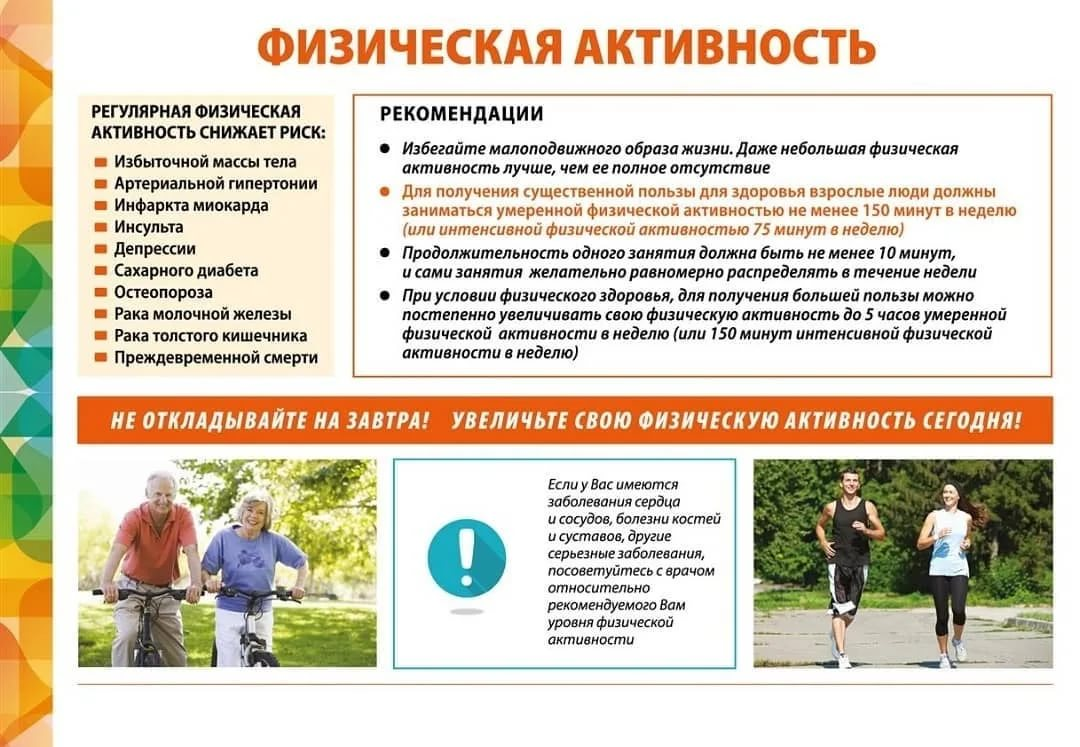 ФИЗИЧЕСКАЯ АКТИВНОСТЬ
РЕГУЛЯРНАЯ ФИЗИЧЕСКАЯ
АКТИВНОСТЬ СНИЖАЕТ РИСК:
Избыточной массы тела
Артериальной гипертонии
Инфаркта миокарда
Инсульта
Депрессии
Сахарного диабета
Остеопороза
Рака молочной железы
Рака толстого кишечника
Преждевременной смерти
РЕКОМЕНДАЦИИ
Избегайте малоподвижного образа жизни. Даже небольшая физическая
активность лучше, чем ее полное отсутствие
Для получения существенной пользы для здоровья взрослые люди должны
заниматься умеренной физической активностью не менее 150 минут в неделю
(или интенсивной физической активностью 75 минут в неделю)
Продолжительность одного занятия должна быть не менее 10 минут,
и сами занятия желательно равномерно распределять в течение недели
При условии физического здоровья, для получения большей пользы можно
постепенно увеличивать свою физическую активность до 5 часов умеренной
физической активности в неделю (или 150 минут интенсивной физической
активности в неделю)
НЕ ОТКЛАДЫВАЙТЕ НА ЗАВТРА! УВЕЛИЧЬТЕ СВОЮ ФИЗИЧЕСКУЮ АКТИВНОСТЬ СЕГОДНЯ!
Если у Вас имеются
заболевания сердца
и сосудов, болезни костей
и суставов, другие
серьезные заболевания,
посоветуйтесь с врачом
относительно
рекомендуемого Вам
уровня физической
активности